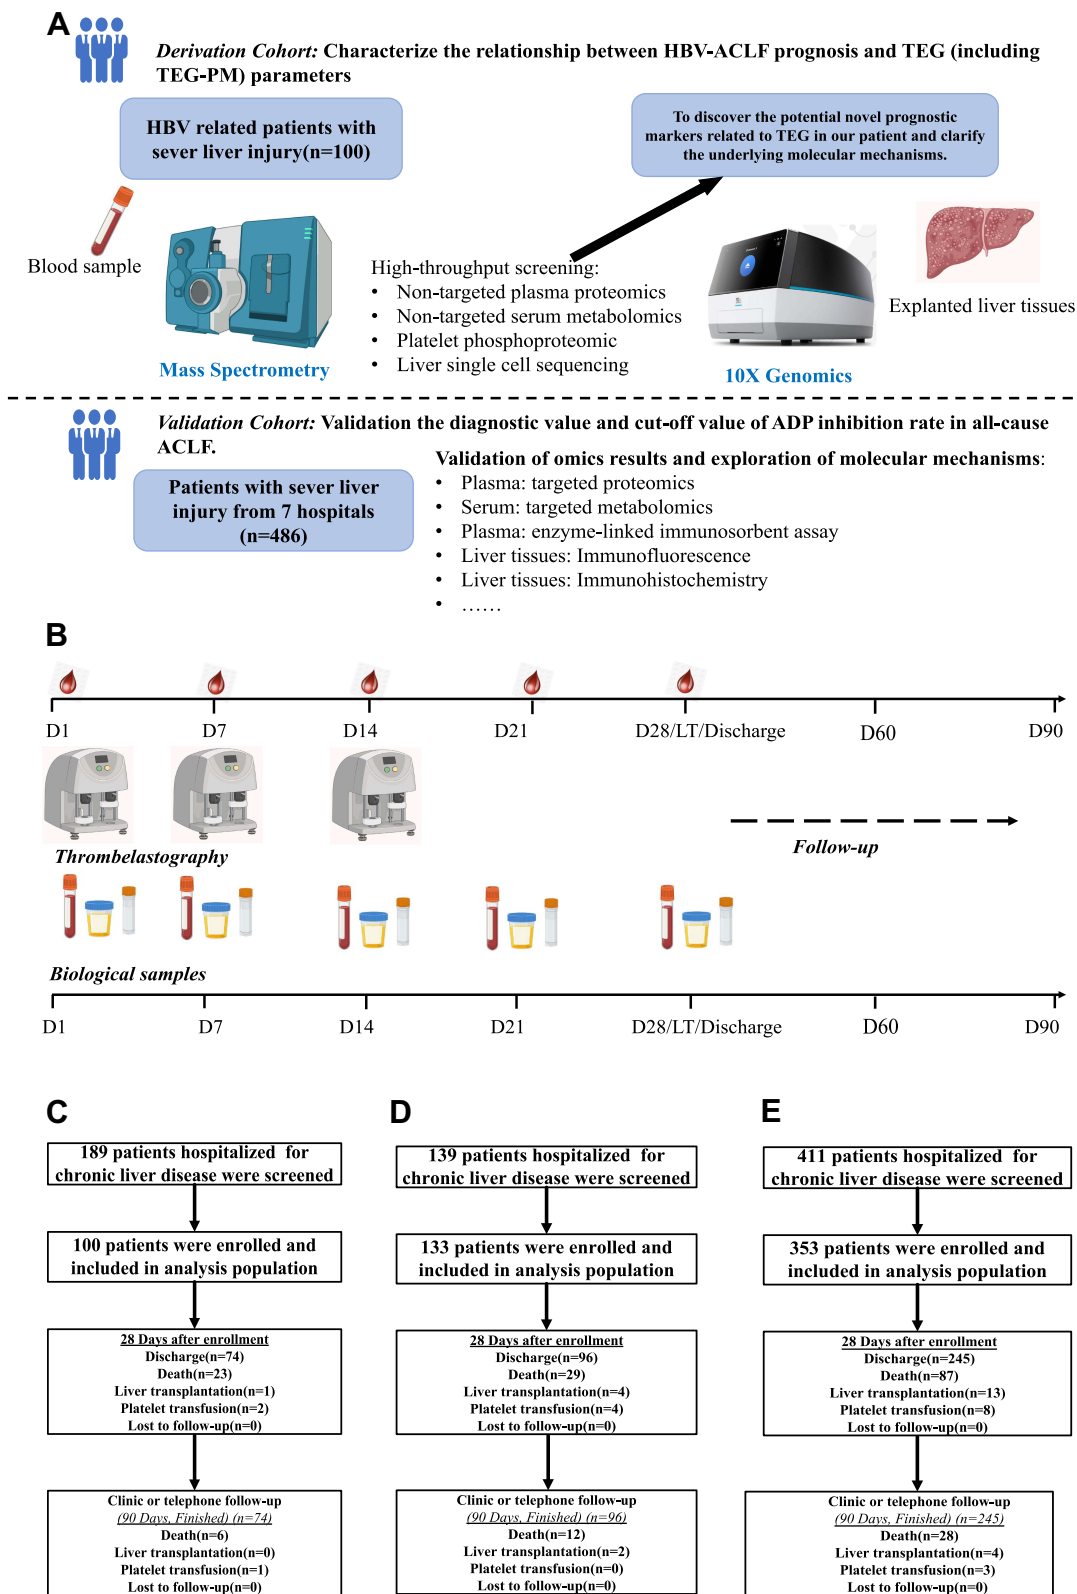 A
Derivation Cohort: Characterize the relationship between HBV-ACLF prognosis and TEG (including
TEG-PM) parameters
HBV related patients with
sever liver injury(n=100)
To discover the potential novel prognostic
markers related to TEG in our patient and clarify
the underlying molecular mechanisms.
Blood sample
Mass Spectrometry
High-throughput screening:
• Non-targeted plasma proteomics
• Non-targeted serum metabolomics
• Platelet phosphoproteomic
• Liver single cell sequencing
10X Genomics
Explanted liver tissues
Validation Cohort: Validation the diagnostic value and cut-off value of ADP inhibition rate in all-cause
ACLF.
Patients with sever liver
injury from 7 hospitals
(n=486)
Validation of omics results and exploration of molecular mechanisms:
• Plasma: targeted proteomics
• Serum: targeted metabolomics
• Plasma: enzyme-linked immunosorbent assay
• Liver tissues: Immunofluorescence
• Liver tissues: Immunohistochemistry
• ……
B
D1 D7 D14 D21 D28/LT/Discharge D60 D90
Thrombelastography
Follow-up
Biological samples
D1 D7 D14 D21 D28/LT/Discharge D60 D90
C
189 patients hospitalized for
chronic liver disease were screened
100 patients were enrolled and
included in analysis population
28 Days after enrollment
Discharge(n=74)
Death(n=23)
Liver transplantation(n=1)
Platelet transfusion(n=2)
Lost to follow-up(n=0)
Clinic or telephone follow-up
(90 Days, Finished) (n=74)
Death(n=6)
Liver transplantation(n=0)
Platelet transfusion(n=1)
Lost to follow-up(n=0)
D
139 patients hospitalized for
chronic liver disease were screened
133 patients were enrolled and
included in analysis population
28 Days after enrollment
Discharge(n=96)
Death(n=29)
Liver transplantation(n=4)
Platelet transfusion(n=4)
Lost to follow-up(n=0)
Clinic or telephone follow-up
(90 Days, Finished) (n=96)
Death(n=12)
Liver transplantation(n=2)
Platelet transfusion(n=0)
Lost to follow-up(n=0)
E
411 patients hospitalized for
chronic liver disease were screened
353 patients were enrolled and
included in analysis population
28 Days after enrollment
Discharge(n=245)
Death(n=87)
Liver transplantation(n=13)
Platelet transfusion(n=8)
Lost to follow-up(n=0)
Clinic or telephone follow-up
(90 Days, Finished) (n=245)
Death(n=28)
Liver transplantation(n=4)
Platelet transfusion(n=3)
Lost to follow-up(n=0)